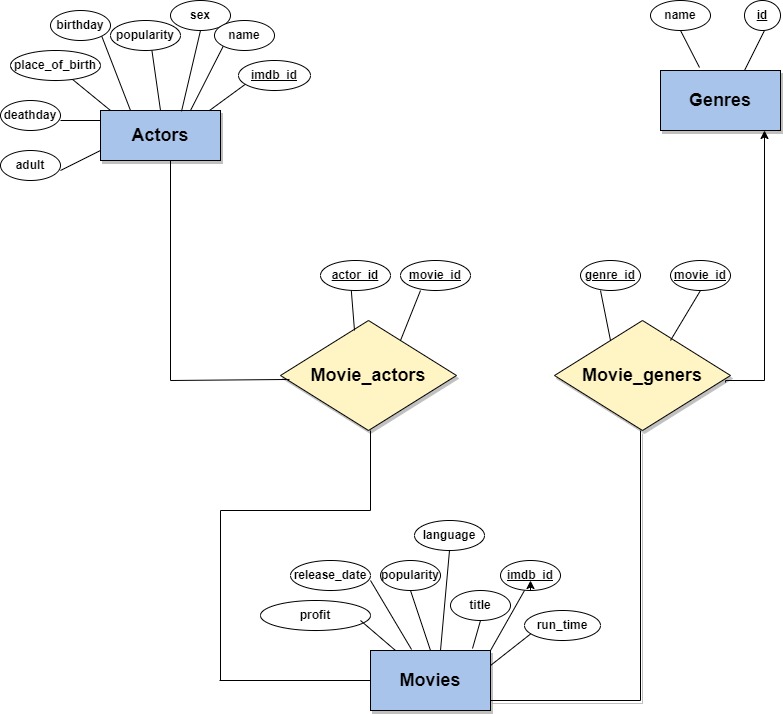 sex
name
id
birthday
popularity
name
place_of_birth
imdb_id
Genres
deathday
Actors
adult
actor_id
movie_id
genre_id
movie_id
Movie_actors
Movie_geners
language
release_date
popularity
imdb_id
title
profit
run_time
Movies